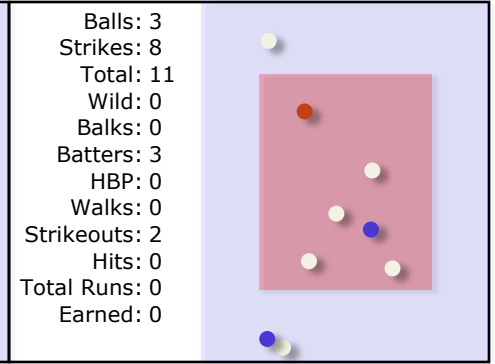 Balls: 3
Strikes: 8
Total: 11
Wild: 0
Balks: 0
Batters: 3
HBP: 0
Walks: 0
Strikeouts: 2
Hits: 0
Total Runs: 0
Earned: 0